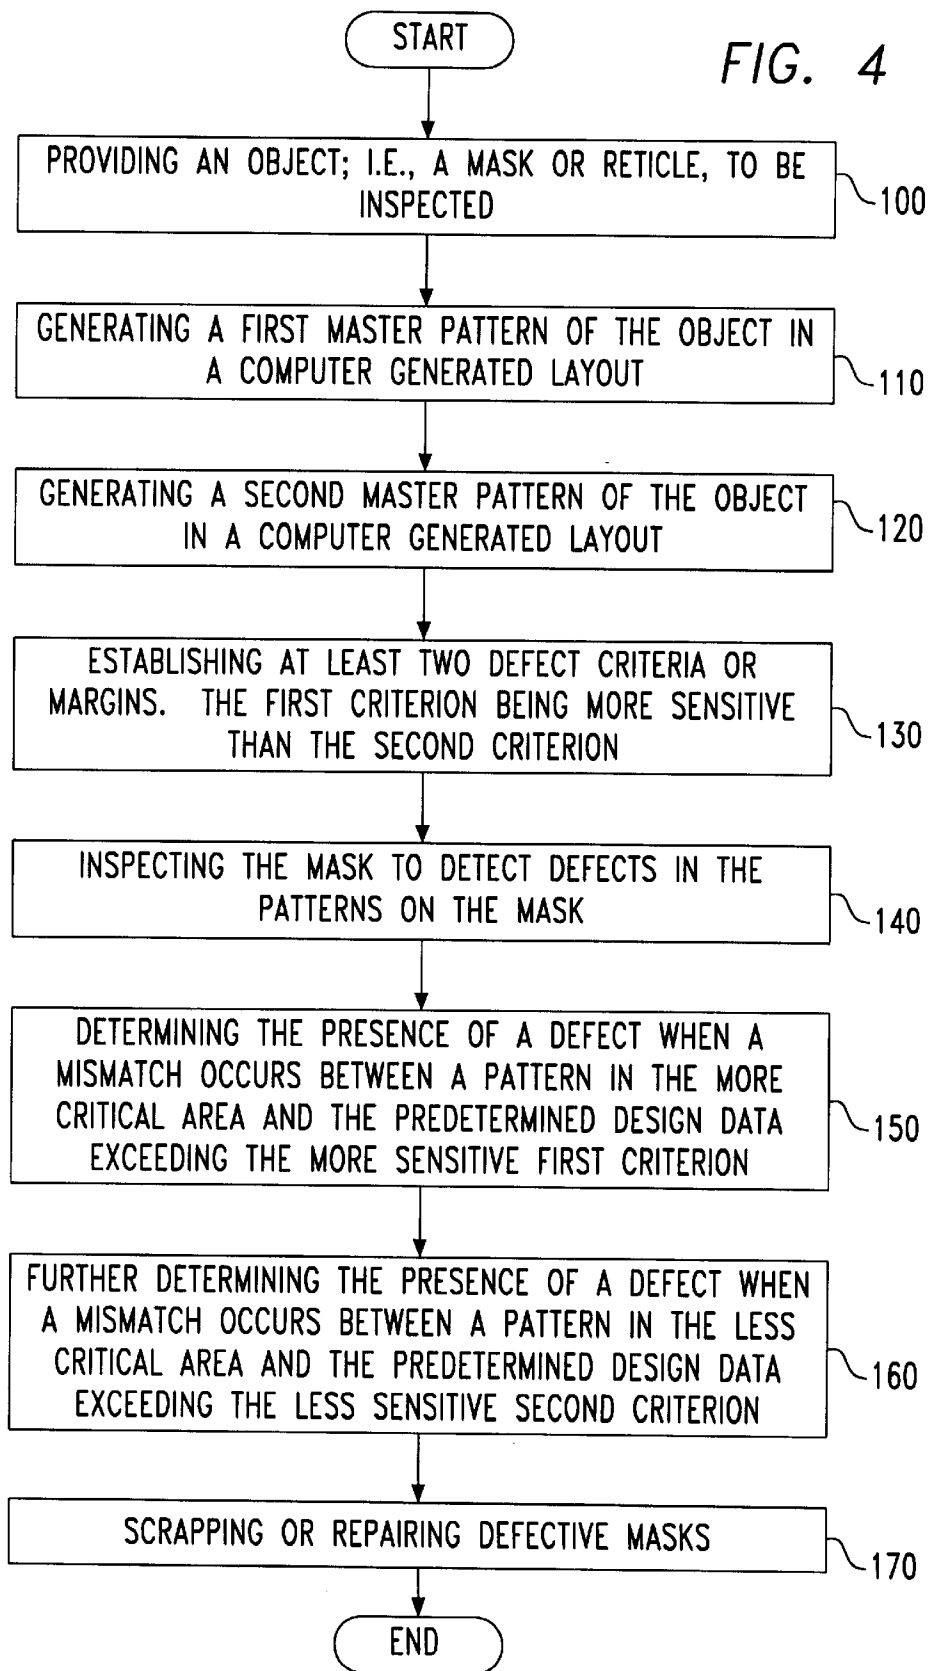 START
FIG. 4
PROVIDING AN OBJECT; I.E., A MASK OR RETICLE, TO BE
INSPECTED
100
GENERATING A FIRST MASTER PATTERN OF THE OBJECT IN
A COMPUTER GENERATED LAYOUT
110
GENERATING A SECOND MASTER PATTERN OF THE OBJECT
IN A COMPUTER GENERATED LAYOUT
120
ESTABLISHING AT LEAST TWO DEFECT CRITERIA OR
MARGINS. THE FIRST CRITERION BEING MORE SENSITIVE
THAN THE SECOND CRITERION
130
INSPECTING THE MASK TO DETECT DEFECTS IN THE
PATTERNS ON THE MASK
140
DETERMINING THE PRESENCE OF A DEFECT WHEN A
MISMATCH OCCURS BETWEEN A PATTERN IN THE MORE
CRITICAL AREA AND THE PREDETERMINED DESIGN DATA
EXCEEDING THE MORE SENSITIVE FIRST CRITERION
150
FURTHER DETERMINING THE PRESENCE OF A DEFECT WHEN
A MISMATCH OCCURS BETWEEN A PATTERN IN THE LESS
CRITICAL AREA AND THE PREDETERMINED DESIGN DATA
EXCEEDING THE LESS SENSITIVE SECOND CRITERION
160
SCRAPPING OR REPAIRING DEFECTIVE MASKS
170
END